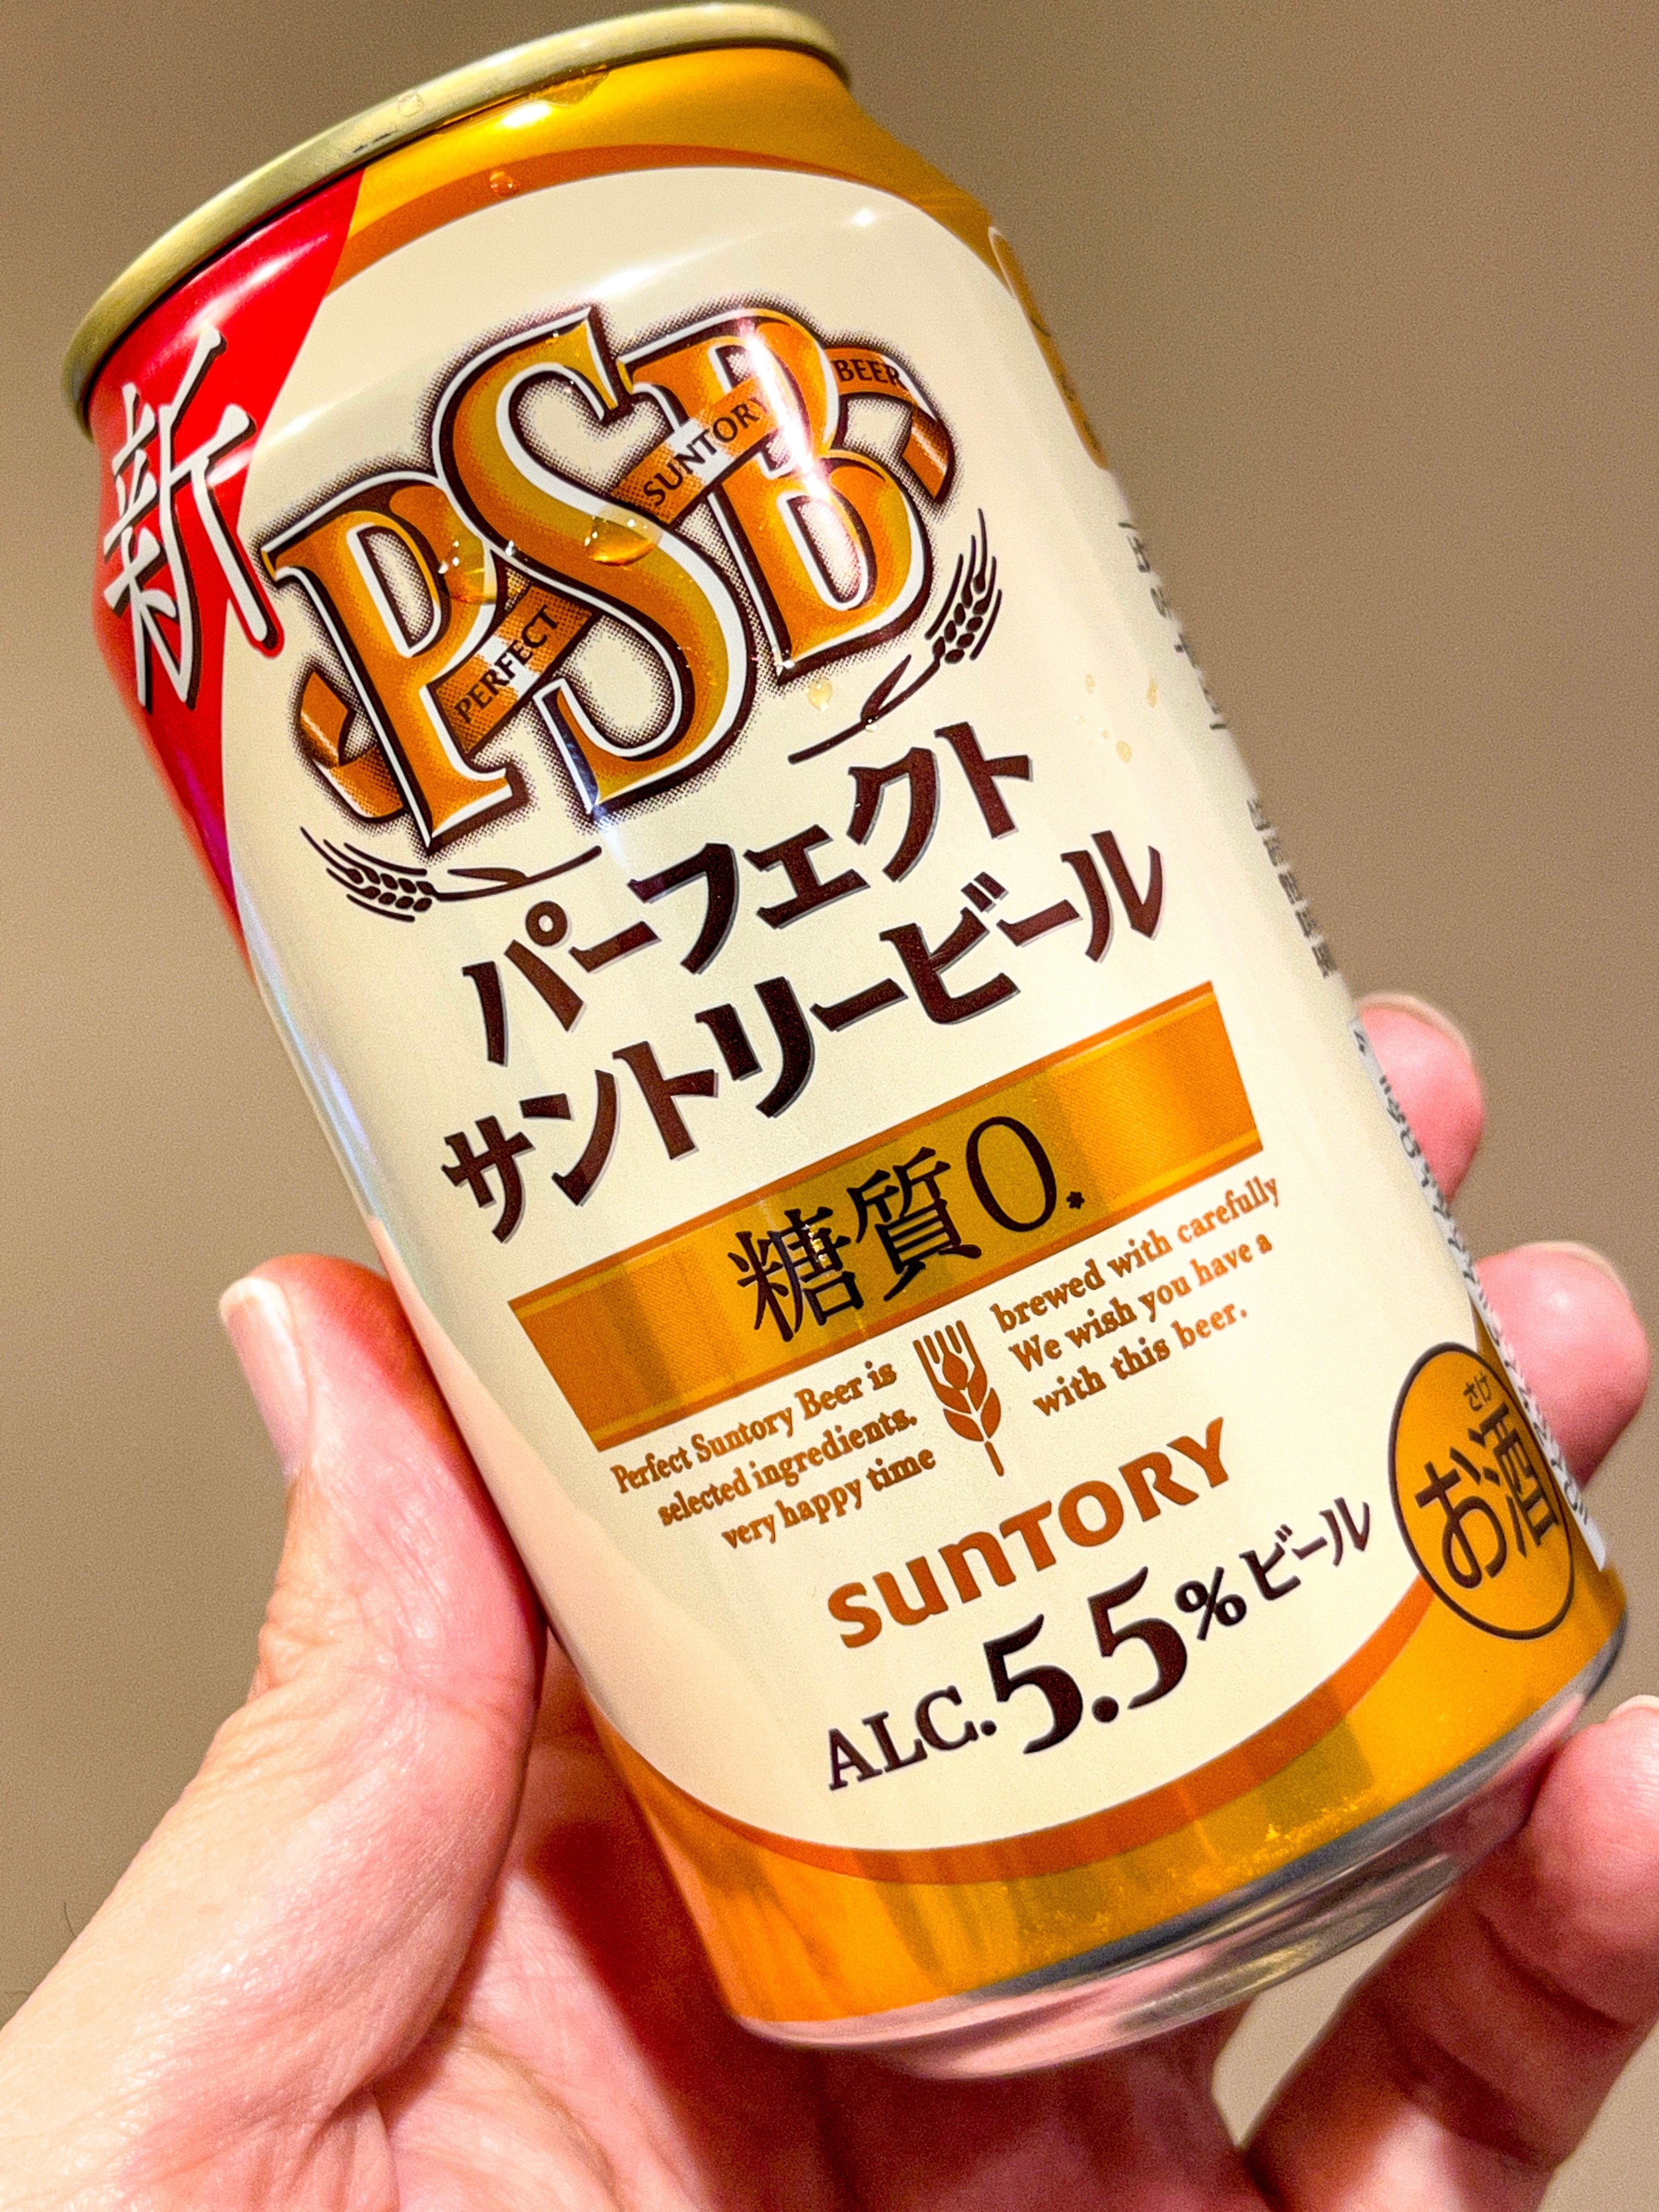 新
PSB
PERFECT SUNTORY BEER
パーフェクト
サントリービール
糖質0.*
Perfect Suntory Beer is brewed with carefully
selected ingredients. We wish you have a
very happy time with this beer.
SUNTORY
ALC.5.5%ビール
さけ
お酒